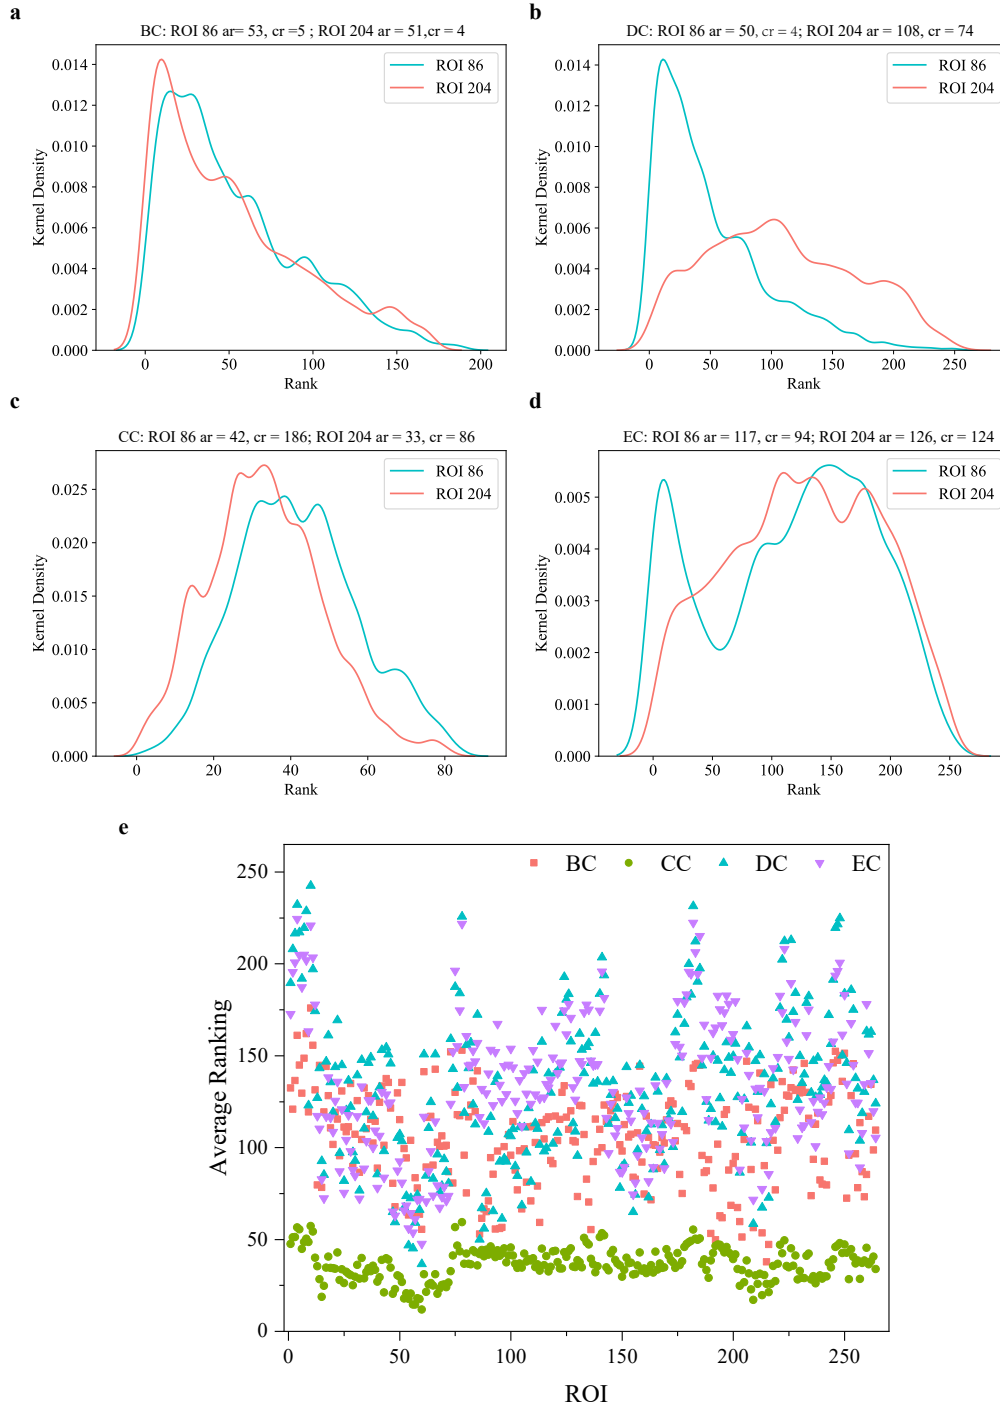 a
BC: ROI 86 ar= 53, cr =5 ; ROI 204 ar = 51,cr = 4
ROI 86
ROI 204
0.014
0.012
0.010
0.008
0.006
0.004
0.002
0.000
Kernel Density
0 50 100 150 200
Rank
b
DC: ROI 86 ar = 50, cr = 4; ROI 204 ar = 108, cr = 74
ROI 86
ROI 204
0.014
0.012
0.010
0.008
0.006
0.004
0.002
0.000
Kernel Density
0 50 100 150 200 250
Rank
c
CC: ROI 86 ar = 42, cr = 186; ROI 204 ar = 33, cr = 86
ROI 86
ROI 204
0.025
0.020
0.015
0.010
0.005
0.000
Kernel Density
0 20 40 60 80
Rank
d
EC: ROI 86 ar = 117, cr = 94; ROI 204 ar = 126, cr = 124
ROI 86
ROI 204
0.005
0.004
0.003
0.002
0.001
0.000
Kernel Density
0 50 100 150 200 250
Rank
e
BC CC DC EC
250
200
150
100
50
0
Average Ranking
0 50 100 150 200 250
ROI